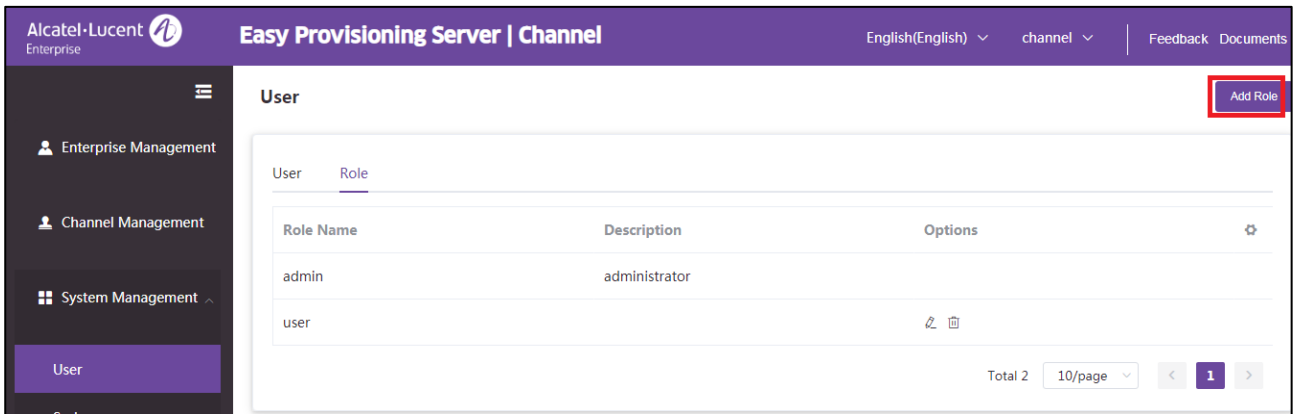 Alcatel·Lucent
Enterprise
Easy Provisioning Server | Channel
English(English)
channel
Feedback Documents
User
Add Role
Enterprise Management
Channel Management
System Management
User
User Role
Role Name Description Options
admin administrator
user
Total 2 10/page < 1 >